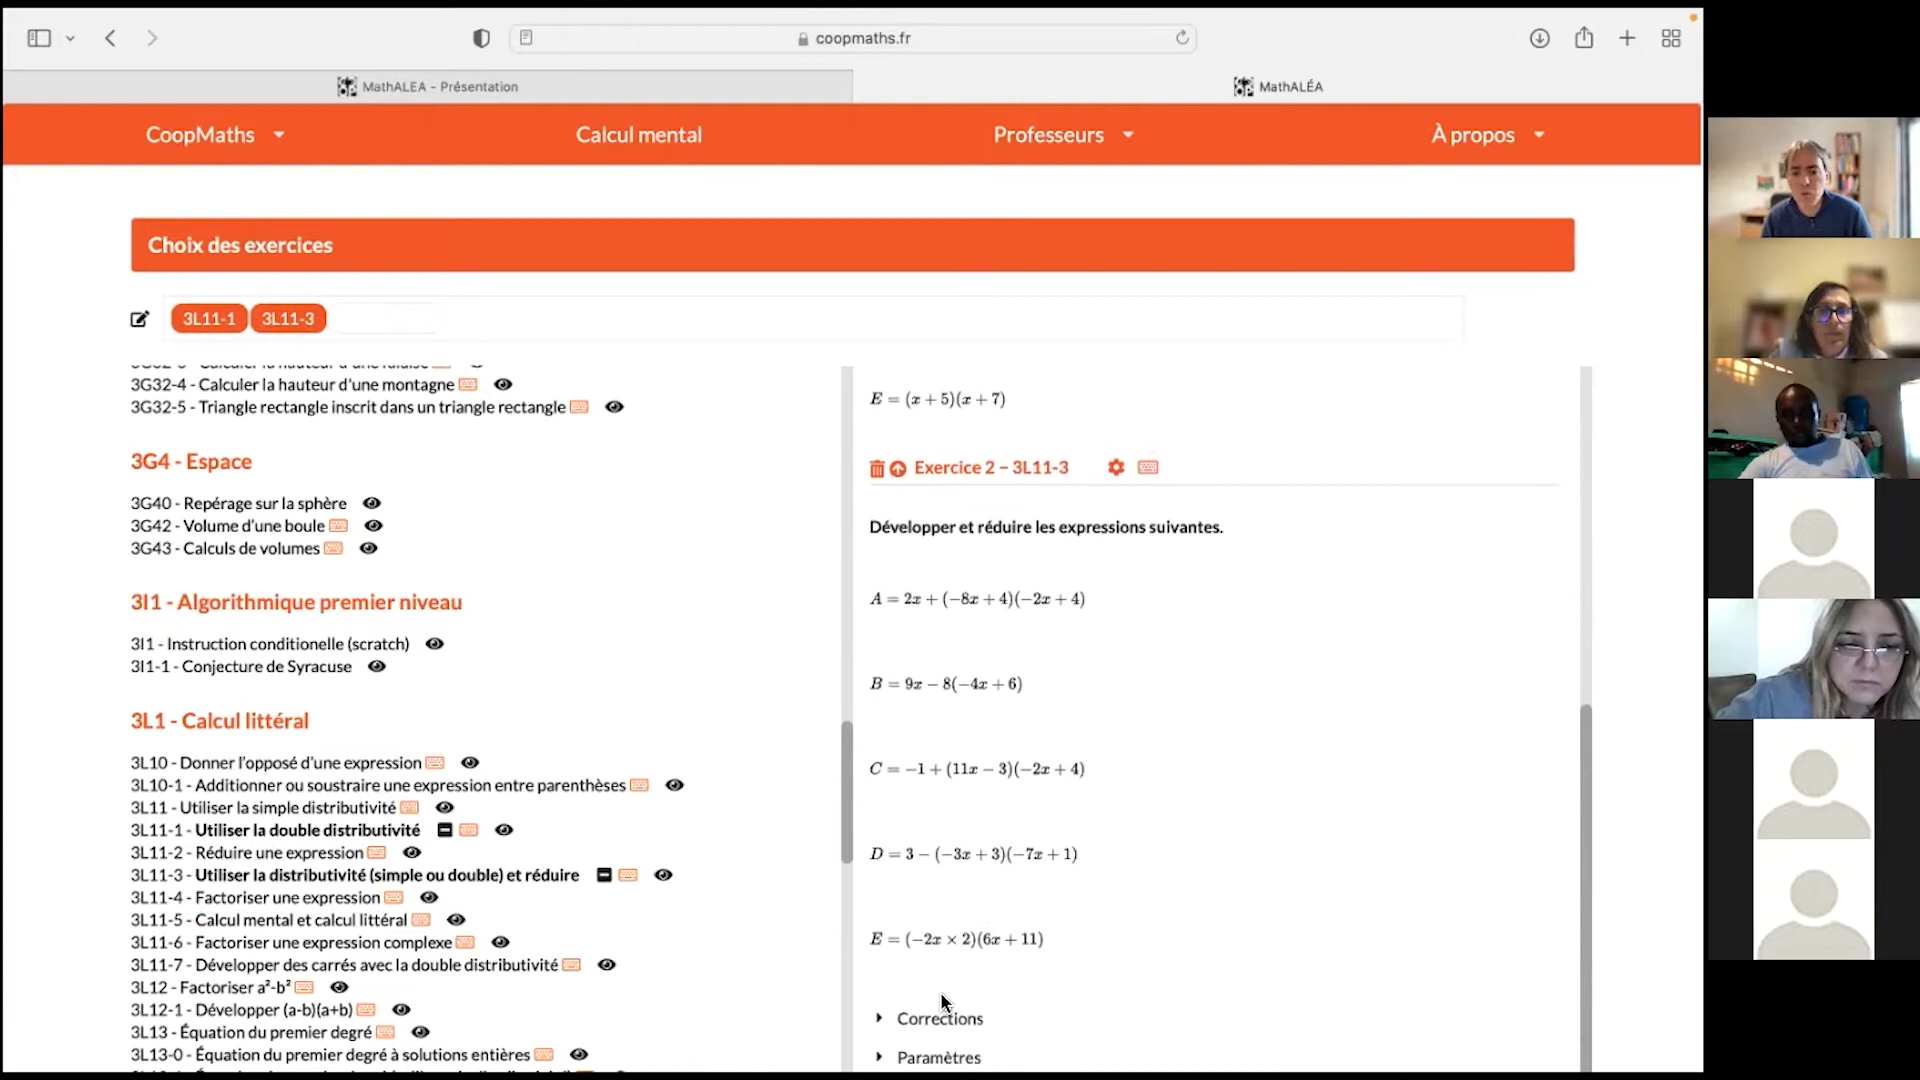 coopmaths.fr
MathALEA - Présentation
MathALÉA
CoopMaths
Calcul mental
Professeurs
À propos
Choix des exercices
3L11-1
3L11-3
3G32-4 - Calculer la hauteur d'une montagne
3G32-5 - Triangle rectangle inscrit dans un triangle rectangle
3G4 - Espace
3G40 - Repérage sur la sphère
3G42 - Volume d'une boule
3G43 - Calculs de volumes
3I1 - Algorithmique premier niveau
3I1 - Instruction conditionelle (scratch)
3I1-1 - Conjecture de Syracuse
3L1 - Calcul littéral
3L10 - Donner l'opposé d'une expression
3L10-1 - Additionner ou soustraire une expression entre parenthèses
3L11 - Utiliser la simple distributivité
3L11-1 - Utiliser la double distributivité
3L11-2 - Réduire une expression
3L11-3 - Utiliser la distributivité (simple ou double) et réduire
3L11-4 - Factoriser une expression
3L11-5 - Calcul mental et calcul littéral
3L11-6 - Factoriser une expression complexe
3L11-7 - Développer des carrés avec la double distributivité
3L12 - Factoriser a²-b²
3L12-1 - Développer (a-b)(a+b)
3L13 - Équation du premier degré
3L13-0 - Équation du premier degré à solutions entières
E = (x + 5)(x + 7)
Exercice 2 – 3L11-3
Développer et réduire les expressions suivantes.
A = 2x + (−8x + 4)(−2x + 4)
B = 9x − 8(−4x + 6)
C = −1 + (11x − 3)(−2x + 4)
D = 3 − (−3x + 3)(−7x + 1)
E = (−2x × 2)(6x + 11)
Corrections
Paramètres